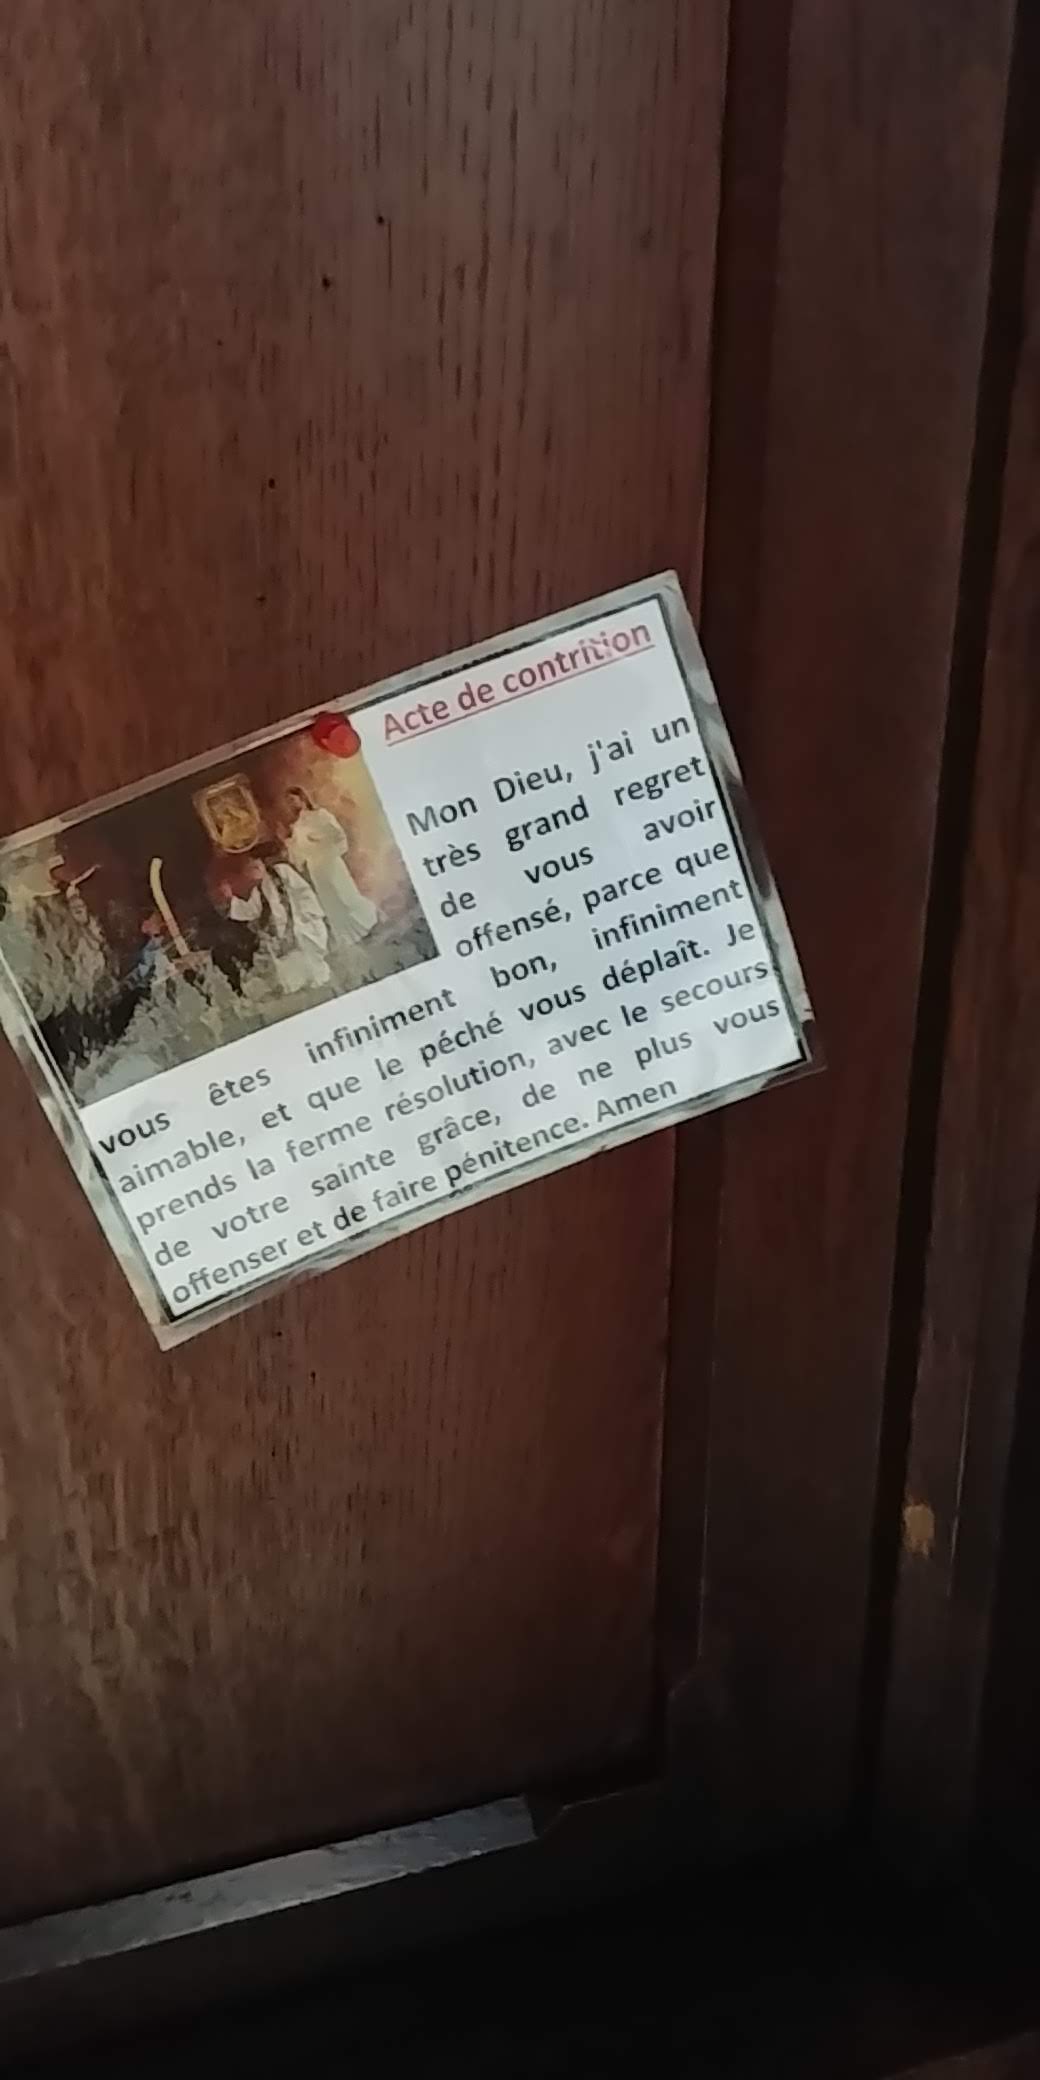 Acte de contrition
Mon Dieu, j'ai un
très grand regret
de vous avoir
offensé, parce que
vous êtes infiniment bon, infiniment
aimable, et que le péché vous déplaît. Je
prends la ferme résolution, avec le secours
de votre sainte grâce, de ne plus vous
offenser et de faire pénitence. Amen